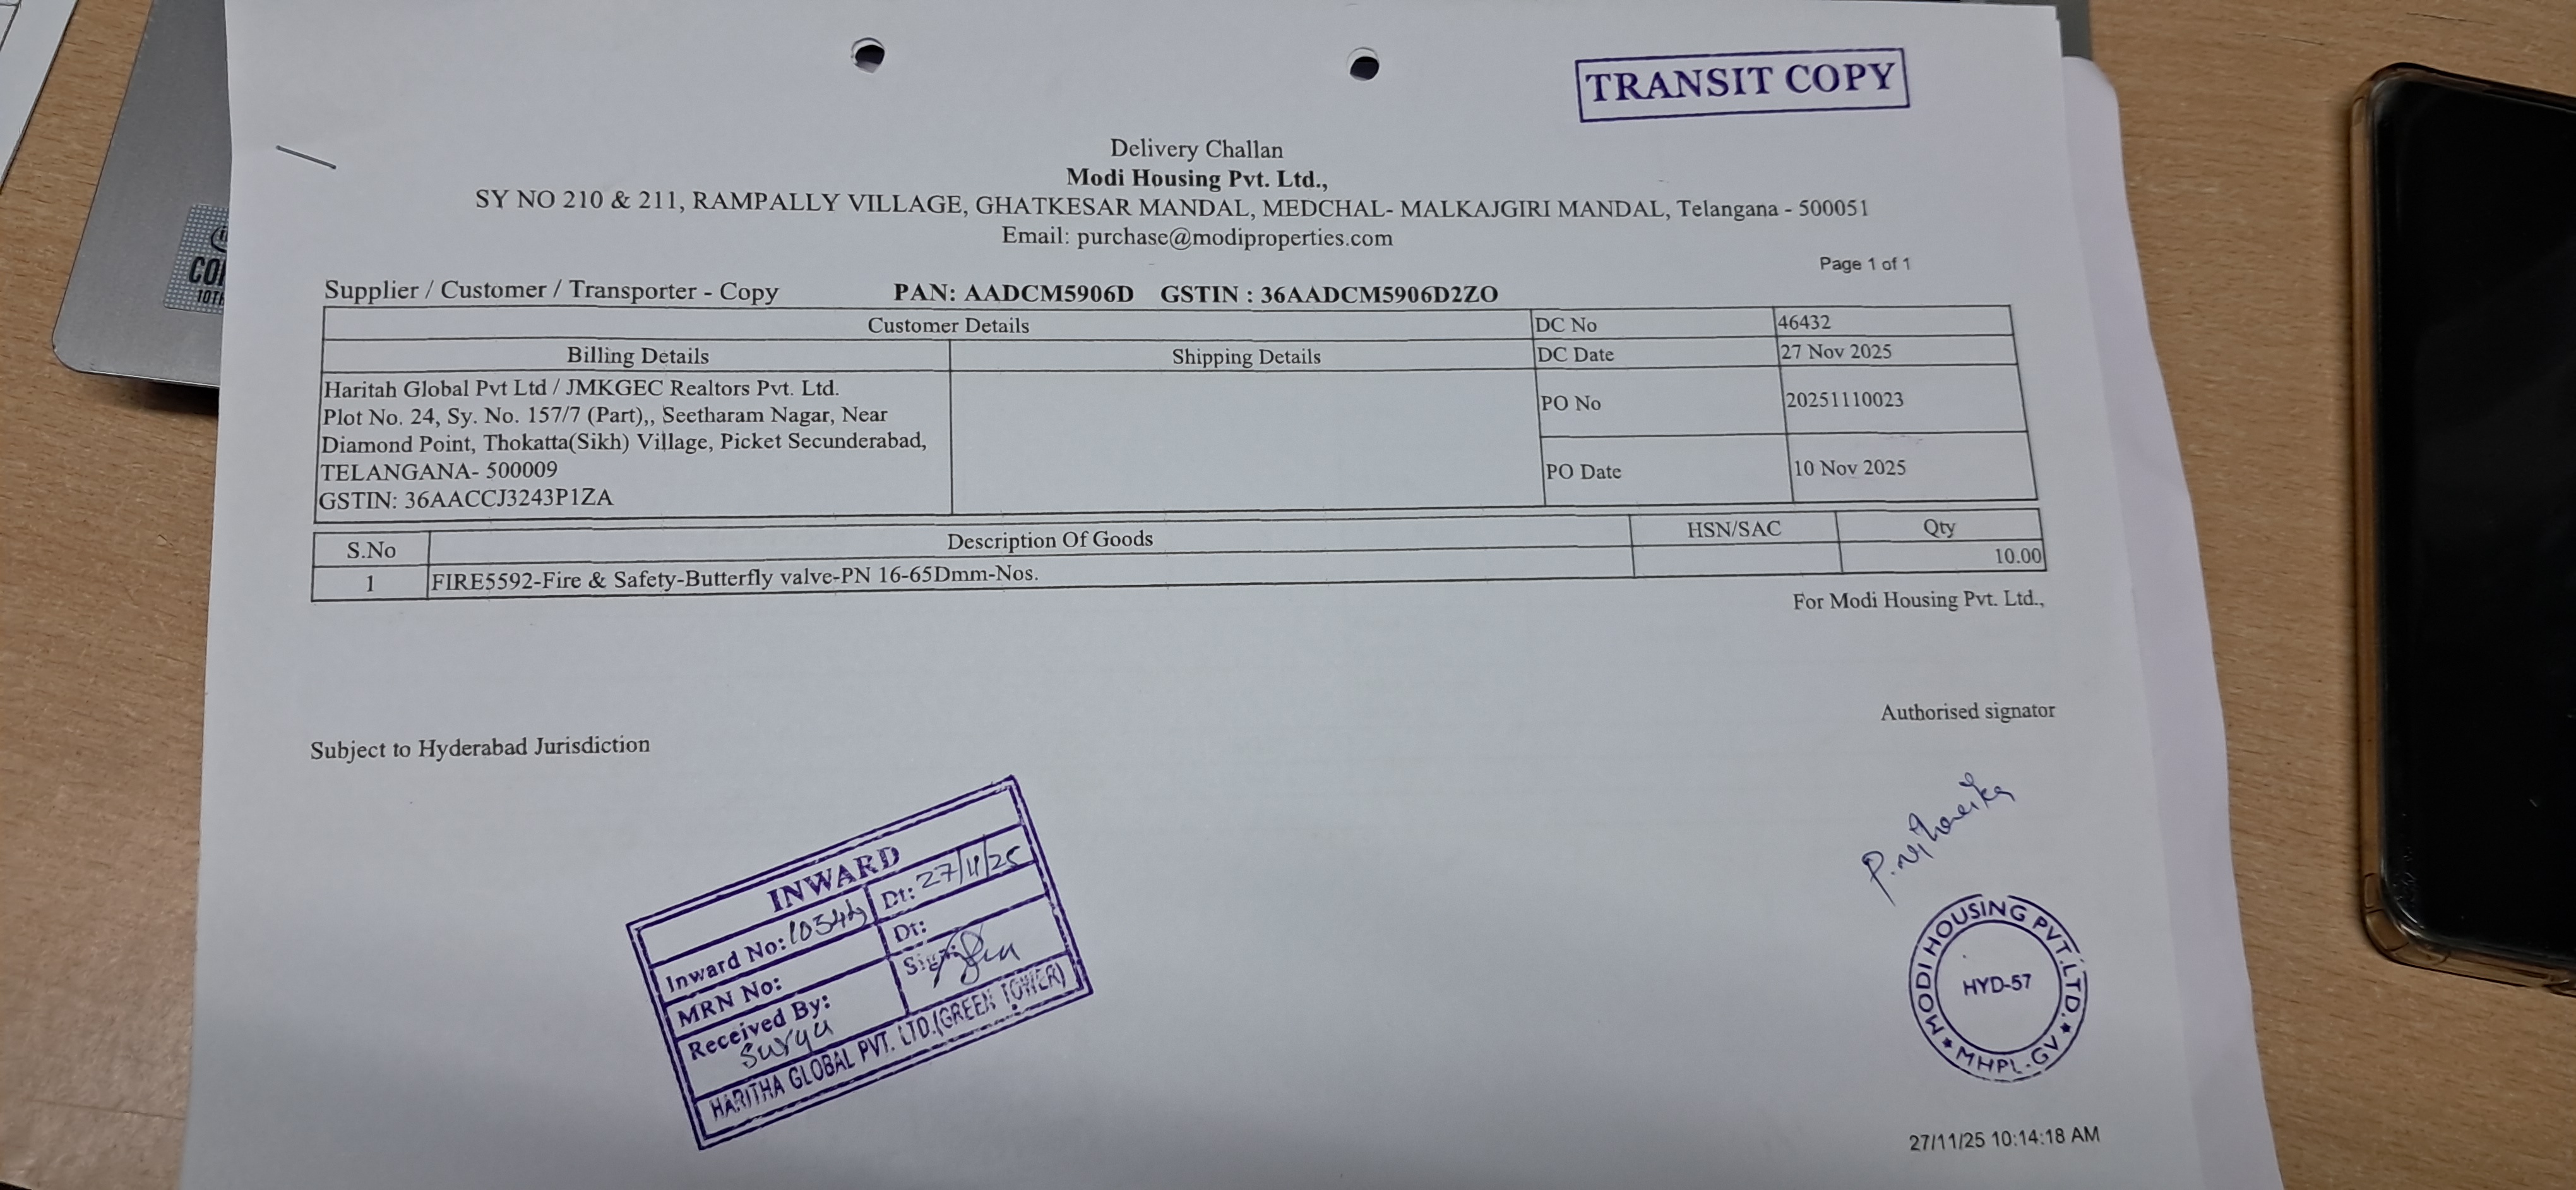 TRANSIT COPY
Delivery Challan
Modi Housing Pvt. Ltd.,
SY NO 210 & 211, RAMPALLY VILLAGE, GHATKESAR MANDAL, MEDCHAL- MALKAJGIRI MANDAL, Telangana - 500051
Email: purchase@modiproperties.com
Page 1 of 1
Supplier / Customer / Transporter - Copy PAN: AADCM5906D GSTIN : 36AADCM5906D2ZO
Customer Details
DC No 46432
Billing Details Shipping Details
DC Date 27 Nov 2025
Haritah Global Pvt Ltd / JMKGEC Realtors Pvt. Ltd.
Plot No. 24, Sy. No. 157/7 (Part),, Seetharam Nagar, Near
Diamond Point, Thokatta(Sikh) Village, Picket Secunderabad,
TELANGANA- 500009
GSTIN: 36AACCJ3243P1ZA
PO No 20251110023
PO Date 10 Nov 2025
S.No Description Of Goods HSN/SAC Qty
1 FIRE5592-Fire & Safety-Butterfly valve-PN 16-65Dmm-Nos. 10.00
For Modi Housing Pvt. Ltd.,
Authorised signator
Subject to Hyderabad Jurisdiction
INWARD
Inward No: Dt: 27/11/25
MRN No: Dt:
Received By: Sign:
Surya
HARITHA GLOBAL PVT. LTD.(GREEN TOWER)
P. Niharika
MODI HOUSING PVT.LTD.
HYD-57
★ MHPL-GV ★
27/11/25 10:14:18 AM